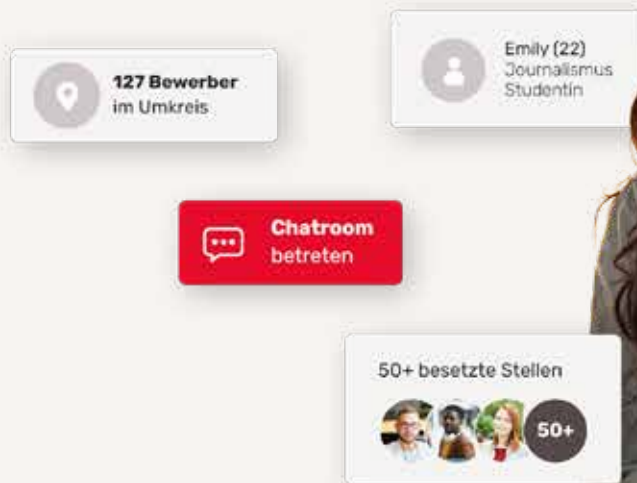 Emily (22)
Journalismus
Studentin
127 Bewerber
im Umkreis
Chatroom
betreten
50+ besetzte Stellen
50+